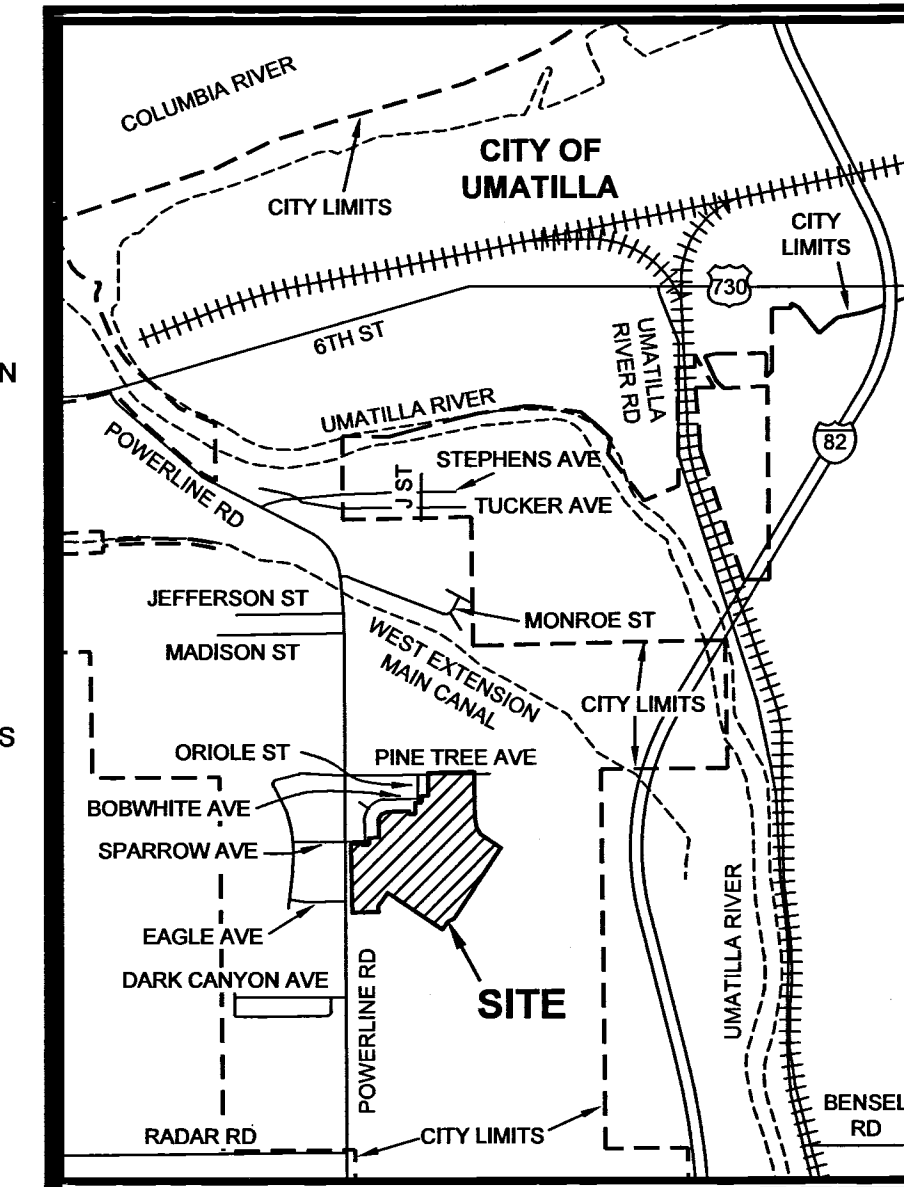 COLUMBIA RIVER
CITY LIMITS
CITY OF
UMATILLA
CITY
LIMITS
730
6TH ST
UMATILLA
RIVER RD
N
UMATILLA RIVER
POWERLINE RD
82
STEPHENS AVE
J ST
TUCKER AVE
JEFFERSON ST
MONROE ST
MADISON ST
WEST EXTENSION
MAIN CANAL
CITY LIMITS
S
ORIOLE ST
PINE TREE AVE
BOBWHITE AVE
SPARROW AVE
EAGLE AVE
UMATILLA RIVER
DARK CANYON AVE
SITE
POWERLINE RD
BENSEL
RD
RADAR RD
CITY LIMITS